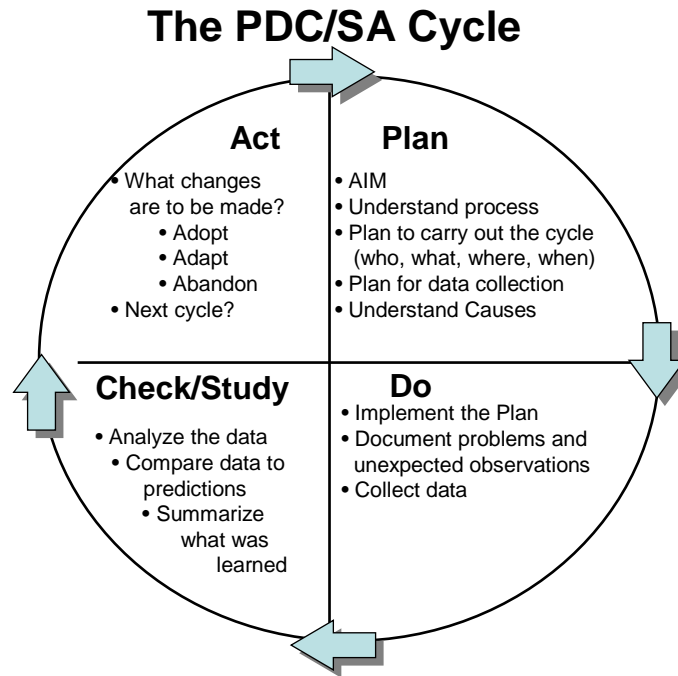 The PDC/SA Cycle
Act
• What changes
are to be made?
• Adopt
• Adapt
• Abandon
• Next cycle?
Plan
• AIM
• Understand process
• Plan to carry out the cycle
(who, what, where, when)
• Plan for data collection
• Understand Causes
Check/Study
• Analyze the data
• Compare data to
predictions
• Summarize
what was
learned
Do
• Implement the Plan
• Document problems and
unexpected observations
• Collect data